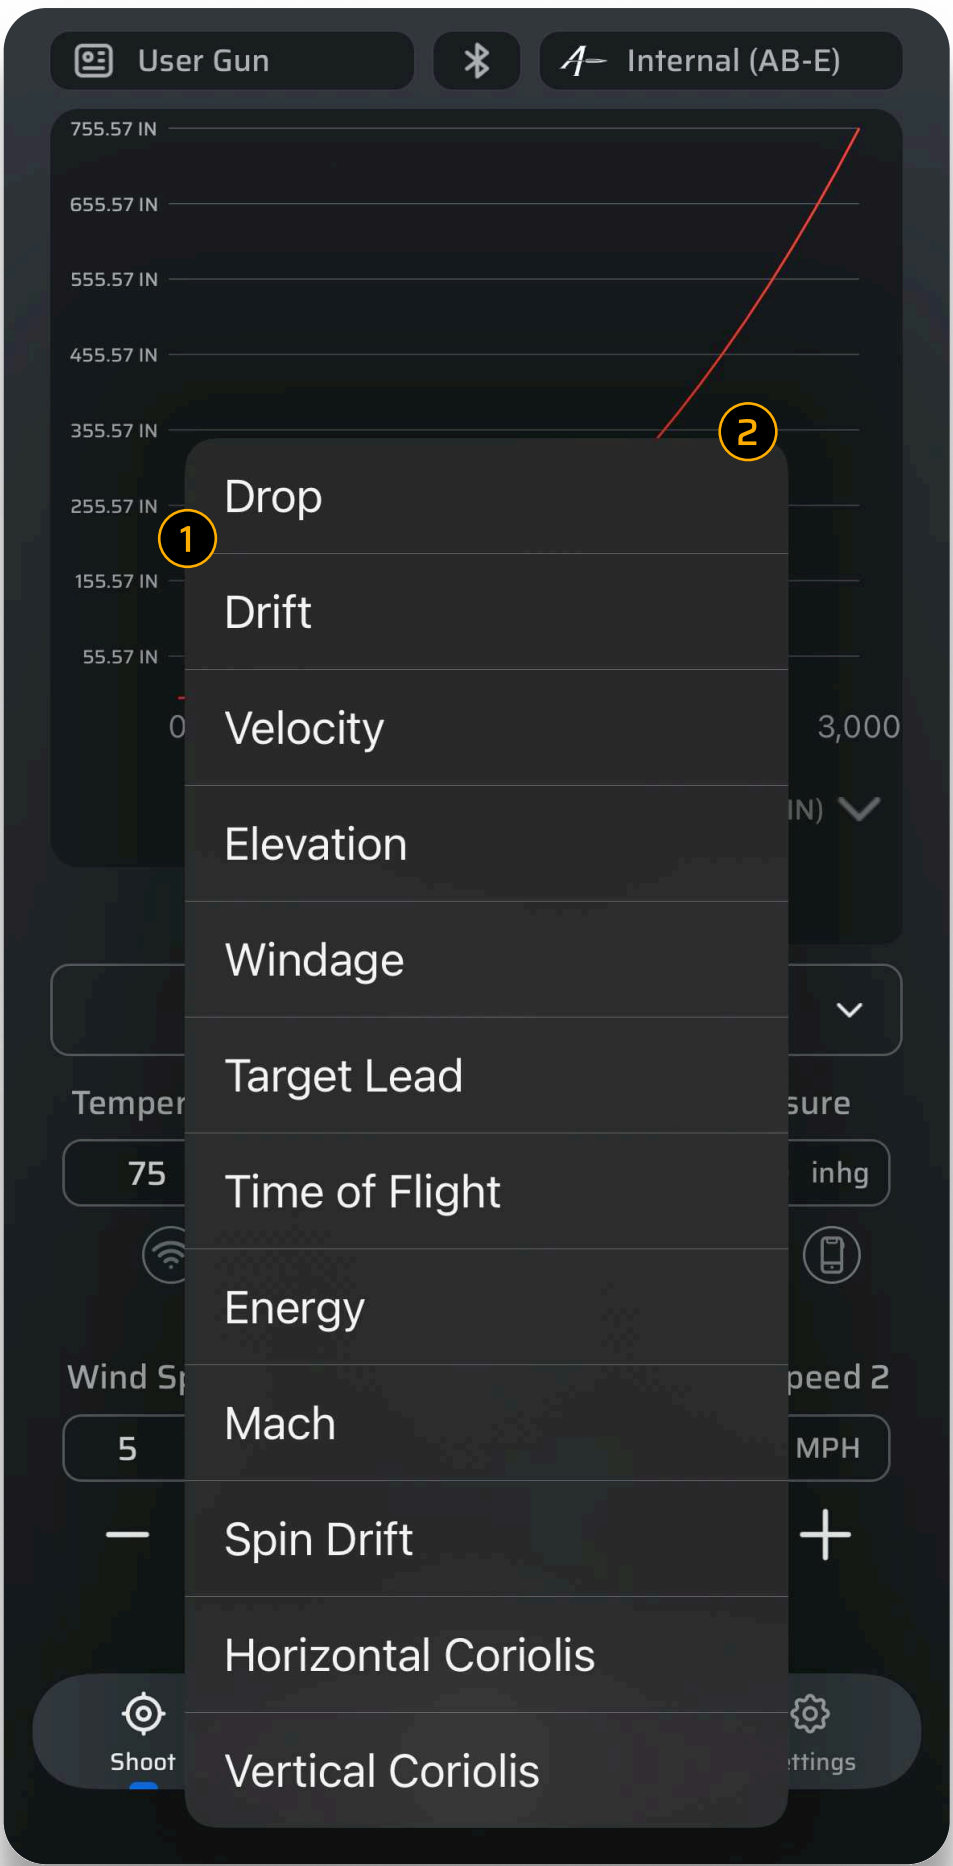 User Gun
Internal (AB-E)
755.57 IN
655.57 IN
555.57 IN
455.57 IN
355.57 IN
2
Drop
255.57 IN
1
155.57 IN
Drift
55.57 IN
Velocity
0
3,000
IN)
Elevation
Windage
Target Lead
Temper
sure
75
inhg
Time of Flight
Energy
Wind Sp
peed 2
Mach
5
MPH
Spin Drift
Horizontal Coriolis
Shoot
ettings
Vertical Coriolis